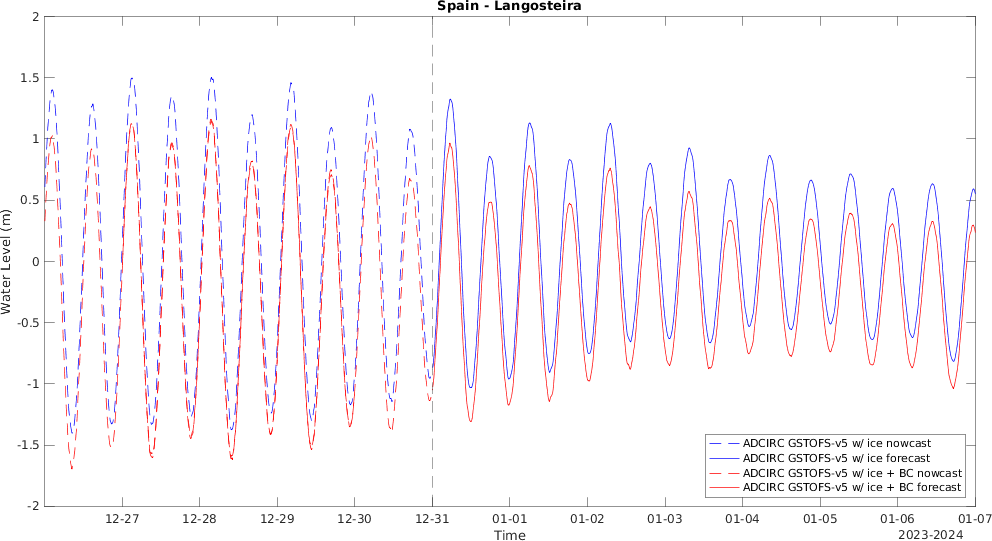 Spain - Langosteira
2
1.5
1
0.5
0
-0.5
-1
-1.5
-2
Water Level (m)
12-27 12-28 12-29 12-30 12-31 01-01 01-02 01-03 01-04 01-05 01-06 01-07
Time
2023-2024
ADCIRC GSTOFS-v5 w/ ice nowcast
ADCIRC GSTOFS-v5 w/ ice forecast
ADCIRC GSTOFS-v5 w/ ice + BC nowcast
ADCIRC GSTOFS-v5 w/ ice + BC forecast